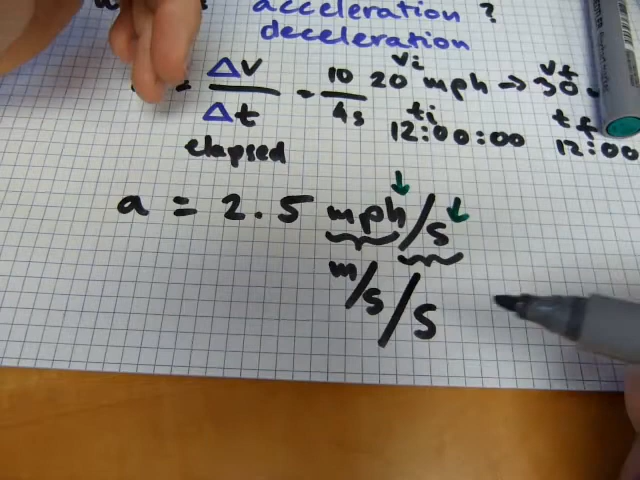 acceleration ?
deceleration
= Δv / Δt = 10 / 4s
elapsed
vi vf
20 mph → 30
ti tf
12:00:00 12:00
a = 2.5 mph/s
m/s/s